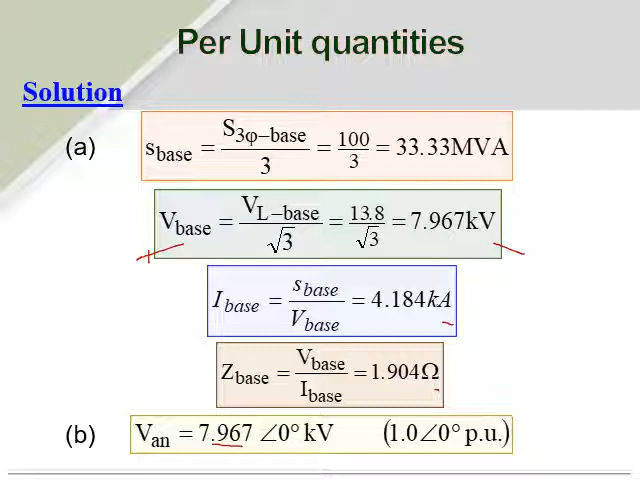 Per Unit quantities
Solution
(a) s_base = S_3φ−base / 3 = 100/3 = 33.33MVA
V_base = V_L−base / √3 = 13.8/√3 = 7.967kV
I_base = s_base / V_base = 4.184kA
Z_base = V_base / I_base = 1.904Ω
(b) V_an = 7.967 ∠0° kV (1.0∠0° p.u.)